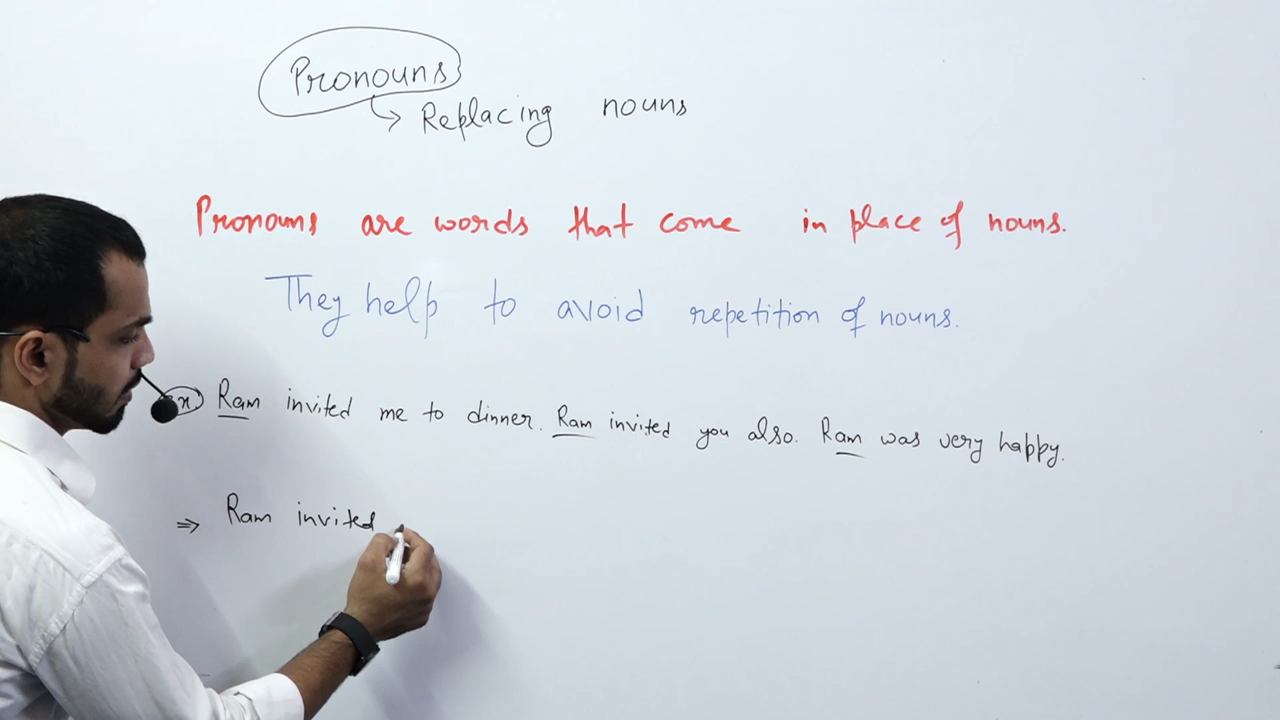 Pronouns
Replacing nouns
Pronouns are words that come in place of nouns.
They help to avoid repetition of nouns.
Ram invited me to dinner. Ram invited you also. Ram was very happy.
⇒ Ram invited